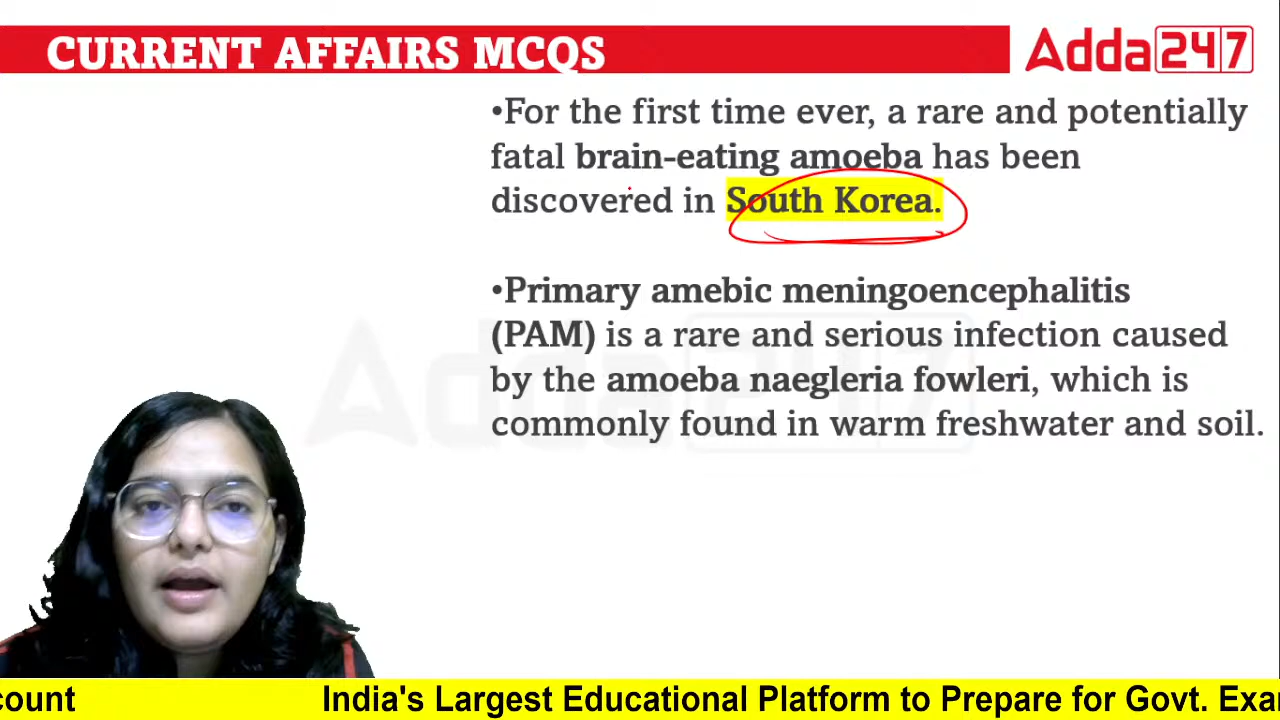 CURRENT AFFAIRS MCQS
Adda247
•For the first time ever, a rare and potentially
fatal brain-eating amoeba has been
discovered in South Korea.
•Primary amebic meningoencephalitis
(PAM) is a rare and serious infection caused
by the amoeba naegleria fowleri, which is
commonly found in warm freshwater and soil.
Adda247
count India's Largest Educational Platform to Prepare for Govt. Exa